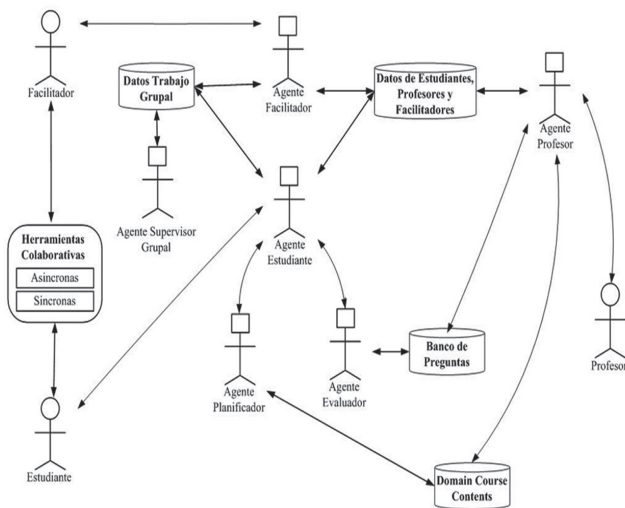 Facilitador
Datos Trabajo
Grupal
Agente
Facilitador
Datos de Estudiantes,
Profesores y
Facilitadores
Agente
Profesor
Agente Supervisor
Grupal
Agente
Estudiante
Herramientas
Colaborativas
Asincronas
Sincronas
Agente
Planificador
Agente
Evaluador
Banco de
Preguntas
Profesor
Estudiante
Domain Course
Contents